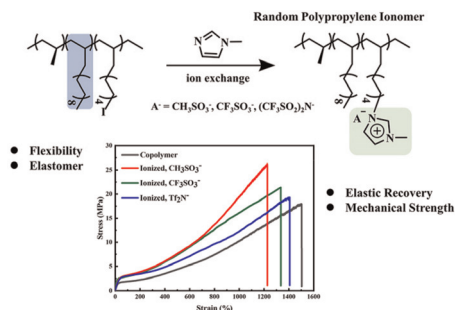 Random Polypropylene Ionomer
N
N
ion exchange
A⁻ = CH₃SO₃⁻, CF₃SO₃⁻, (CF₃SO₂)₂N⁻
8
4
I
8
4
A⁻
N
+
N
● Flexibility
● Elastomer
● Elastic Recovery
● Mechanical Strength
Copolymer
Ionized, CH₃SO₃⁻
Ionized, CF₃SO₃⁻
Ionized, Tf₂N⁻
Stress (MPa)
30
25
20
15
10
5
0
0 200 400 600 800 1000 1200 1400 1600
Strain (%)